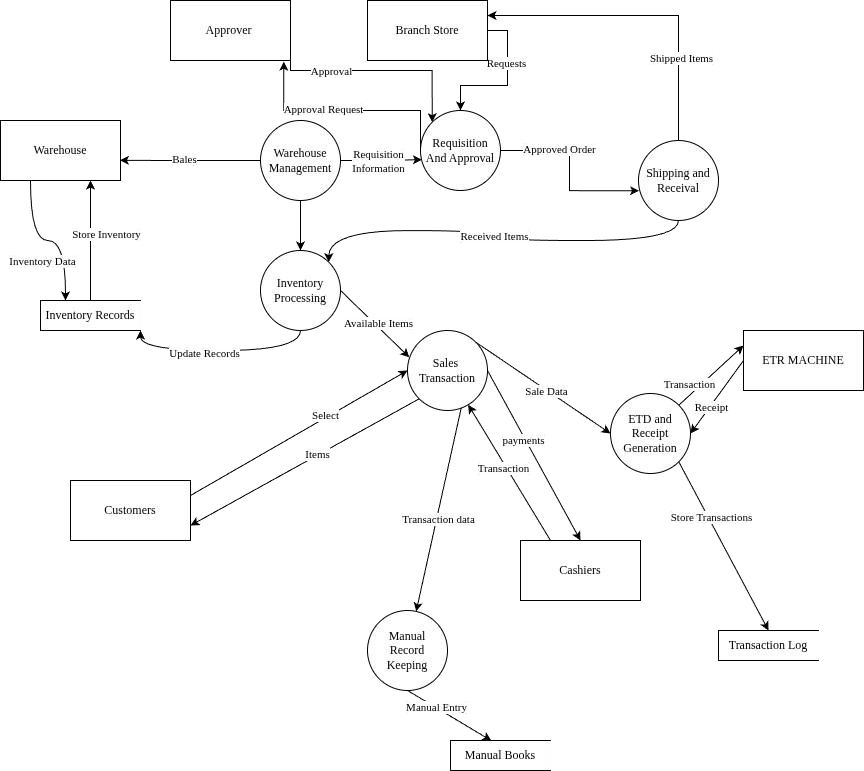 Approver
Branch Store
Shipped Items
Requests
Approval
Approval Request
Warehouse
Bales
Warehouse
Management
Requisition
Information
Requisition
And Approval
Approved Order
Shipping and
Receival
Store Inventory
Received Items
Inventory Data
Inventory
Processing
Inventory Records
Available Items
Update Records
Sales
Transaction
ETR MACHINE
Transaction
Sale Data
Receipt
Select
ETD and
Receipt
Generation
payments
Items
Transaction
Customers
Transaction data
Store Transactions
Cashiers
Manual
Record
Keeping
Transaction Log
Manual Entry
Manual Books